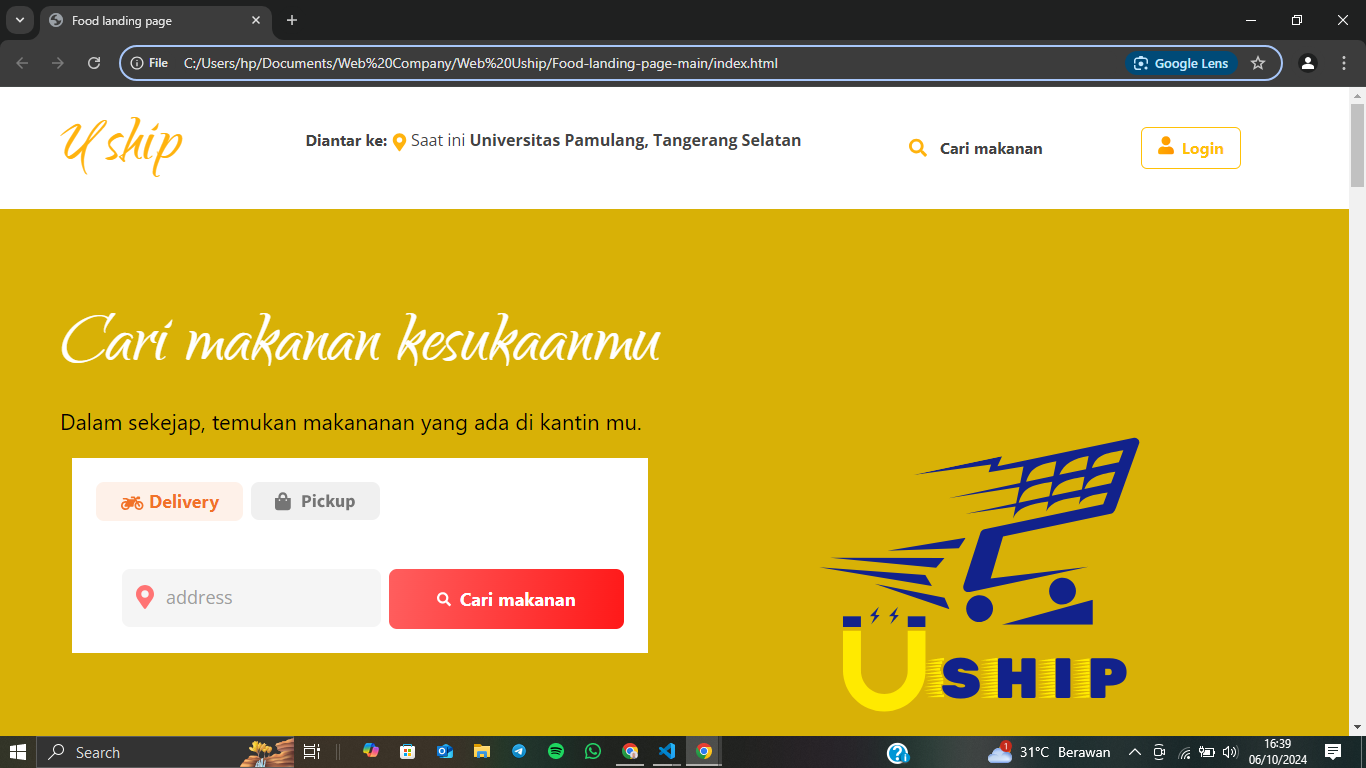 Food landing page
File C:/Users/hp/Documents/Web%20Company/Web%20Uship/Food-landing-page-main/index.html Google Lens
U ship
Diantar ke: Saat ini Universitas Pamulang, Tangerang Selatan
Cari makanan
Login
Cari makanan kesukaanmu
Dalam sekejap, temukan makananan yang ada di kantin mu.
Delivery Pickup
address
Cari makanan
USHIP
Search
1
31°C Berawan
16:39
06/10/2024